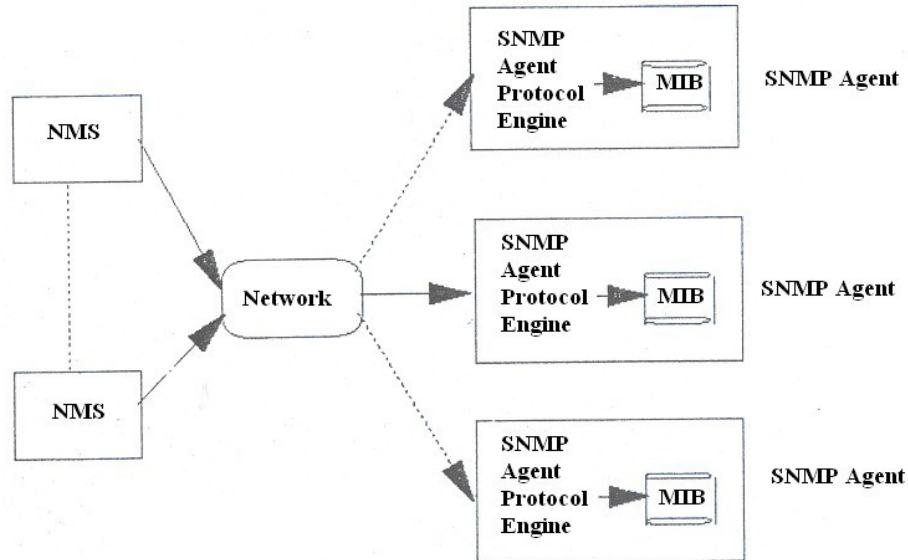 NMS
NMS
Network
SNMP
Agent
Protocol
Engine
MIB
SNMP Agent
SNMP
Agent
Protocol
Engine
MIB
SNMP Agent
SNMP
Agent
Protocol
Engine
MIB
SNMP Agent